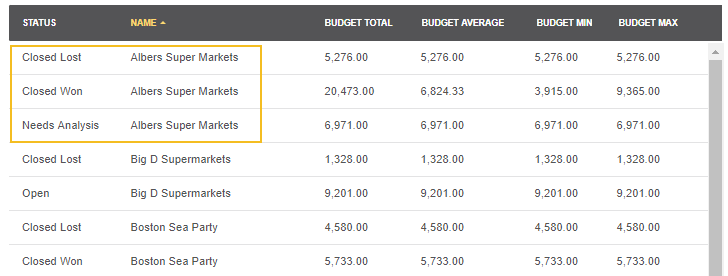 STATUS NAME BUDGET TOTAL BUDGET AVERAGE BUDGET MIN BUDGET MAX
Closed Lost Albers Super Markets 5,276.00 5,276.00 5,276.00 5,276.00
Closed Won Albers Super Markets 20,473.00 6,824.33 3,915.00 9,365.00
Needs Analysis Albers Super Markets 6,971.00 6,971.00 6,971.00 6,971.00
Closed Lost Big D Supermarkets 1,328.00 1,328.00 1,328.00 1,328.00
Open Big D Supermarkets 9,201.00 9,201.00 9,201.00 9,201.00
Closed Lost Boston Sea Party 4,580.00 4,580.00 4,580.00 4,580.00
Closed Won Boston Sea Party 5,733.00 5,733.00 5,733.00 5,733.00